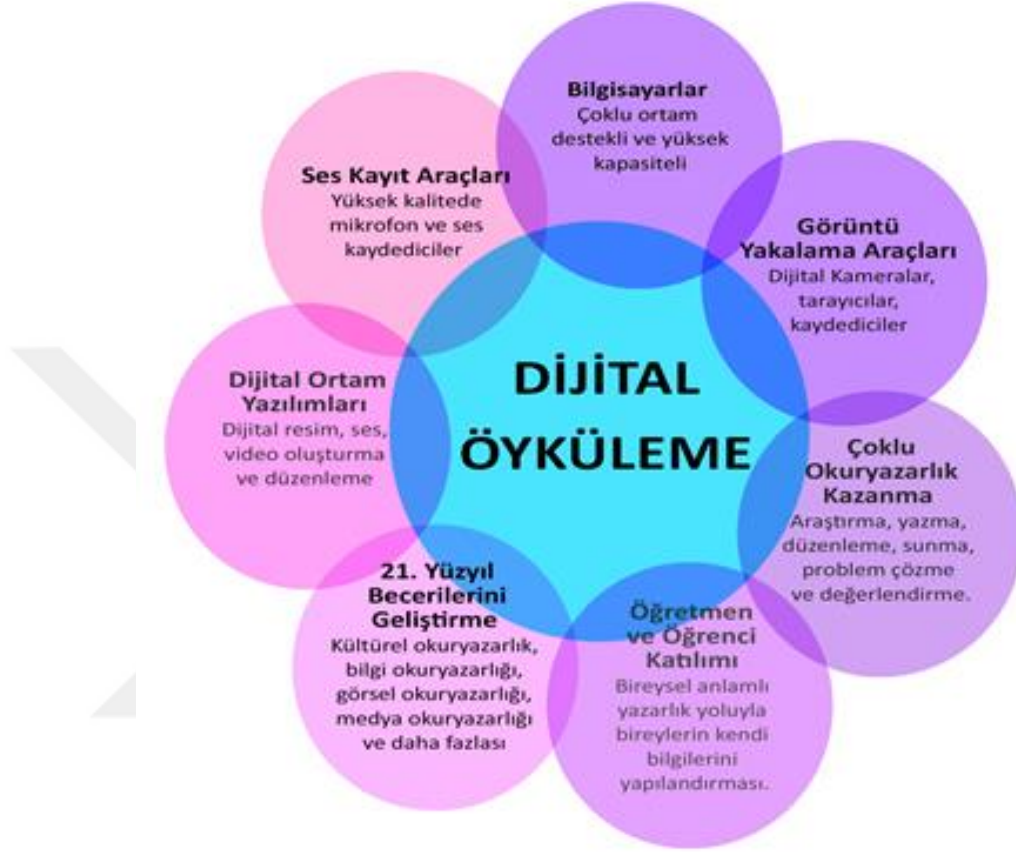 Bilgisayarlar
Çoklu ortam
destekli ve yüksek
kapasiteli
Görüntü
Yakalama Araçları
Dijital Kameralar,
tarayıcılar,
kaydediciler
Çoklu
Okuryazarlık
Kazanma
Araştırma, yazma,
düzenleme, sunma,
problem çözme
ve değerlendirme.
Öğretmen
ve Öğrenci
Katılımı
Bireysel anlamlı
yazarlık yoluyla
bireylerin kendi
bilgilerini
yapılandırması.
21. Yüzyıl
Becerilerini
Geliştirme
Kültürel okuryazarlık,
bilgi okuryazarlığı,
görsel okuryazarlığı,
medya okuryazarlığı
ve daha fazlası
Dijital Ortam
Yazılımları
Dijital resim, ses,
video oluşturma
ve düzenleme
Ses Kayıt Araçları
Yüksek kalitede
mikrofon ve ses
kaydediciler
DİJİTAL
ÖYKÜLEME